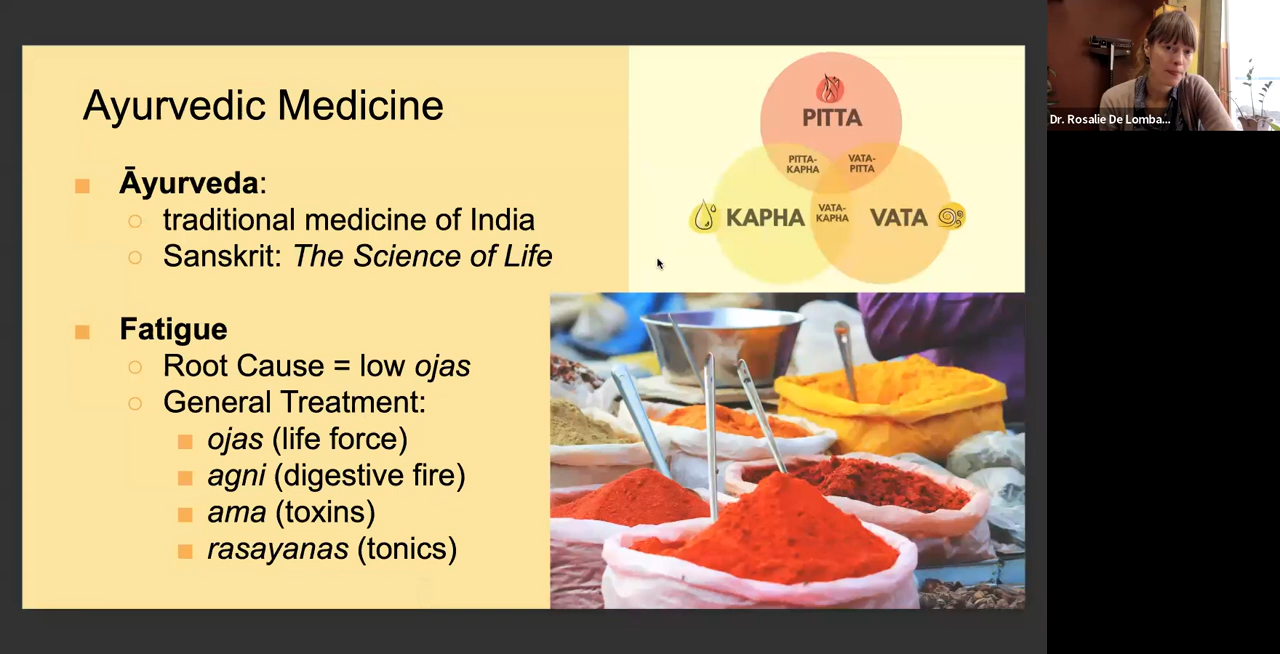 Ayurvedic Medicine
Āyurveda:
traditional medicine of India
Sanskrit: The Science of Life
Fatigue
Root Cause = low ojas
General Treatment:
ojas (life force)
agni (digestive fire)
ama (toxins)
rasayanas (tonics)
PITTA
PITTA-
KAPHA
VATA-
PITTA
KAPHA
VATA-
KAPHA
VATA
Dr. Rosalie De Lomba...